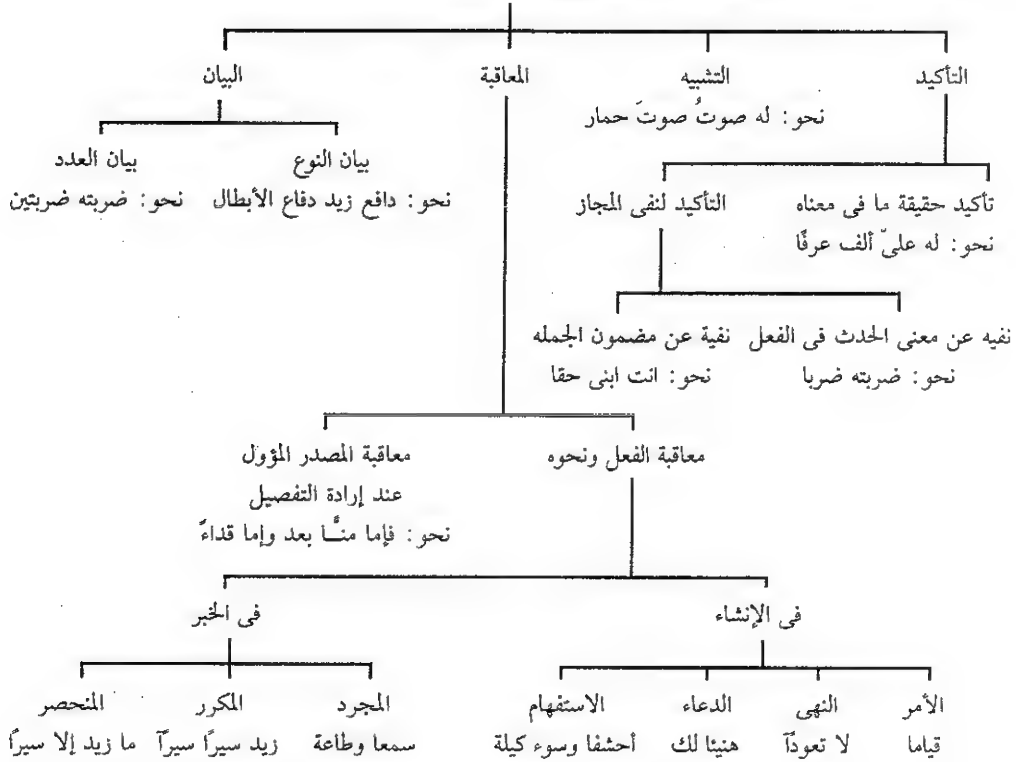 التأكيد التشبيه المعاقبة البيان
نحو: له صوتُ صوتَ حمار
بيان النوع بيان العدد
نحو: دافع زيد دفاع الأبطال نحو: ضربته ضربتين
تأكيد حقيقة ما فى معناه التأكيد لنفى المجاز
نحو: له علىّ ألف عرفًا
نفيه عن معنى الحدث فى الفعل نفية عن مضمون الجمله
نحو: ضربته ضربا نحو: انت ابنى حقا
معاقبة الفعل ونحوه معاقبة المصدر المؤول
عند إرادة التفصيل
نحو: فإما منًّا بعد وإما قداءً
فى الإنشاء فى الخبر
الأمر النهى الدعاء الاستفهام المجرد المكرر المنحصر
قياما لا تعودًآ هنيئا لك أحشفا وسوء كيلة سمعا وطاعة زيد سيرًا سيرًآ ما زيد إلا سيرًا